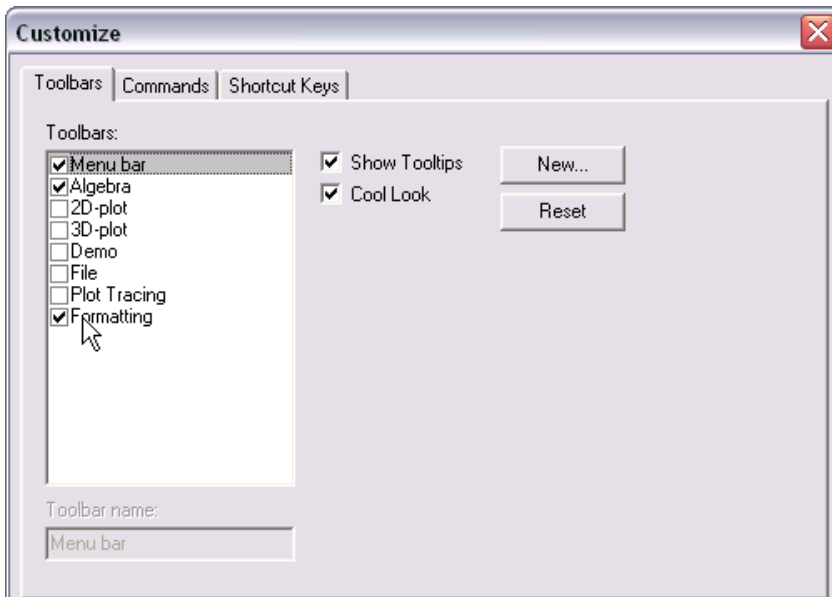 Customize
Toolbars Commands Shortcut Keys
Toolbars:
Menu bar
Algebra
2D-plot
3D-plot
Demo
File
Plot Tracing
Formatting
Show Tooltips
Cool Look
New...
Reset
Toolbar name:
Menu bar